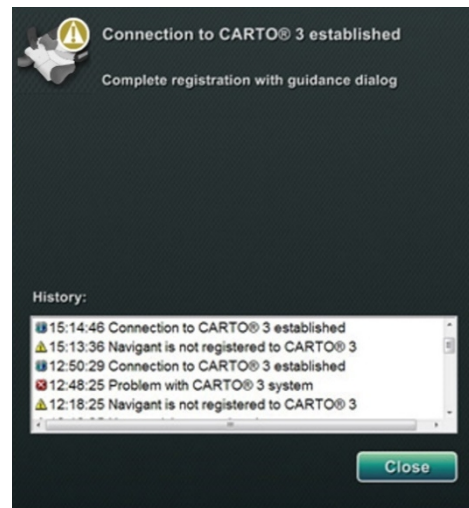 Connection to CARTO® 3 established
Complete registration with guidance dialog
History:
15:14:46 Connection to CARTO® 3 established
15:13:36 Navigant is not registered to CARTO® 3
12:50:29 Connection to CARTO® 3 established
12:48:25 Problem with CARTO® 3 system
12:18:25 Navigant is not registered to CARTO® 3
Close